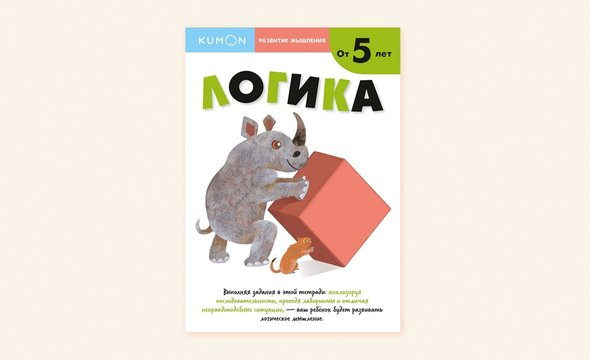 KUMON
РАЗВИТИЕ МЫШЛЕНИЯ
От 5 лет
ЛОГИКА
Выполняя задания в этой тетради: анализируя
последовательности, проходя лабиринты и отмечая
неправдоподобные ситуации, — ваш ребёнок будет развивать
логическое мышление.